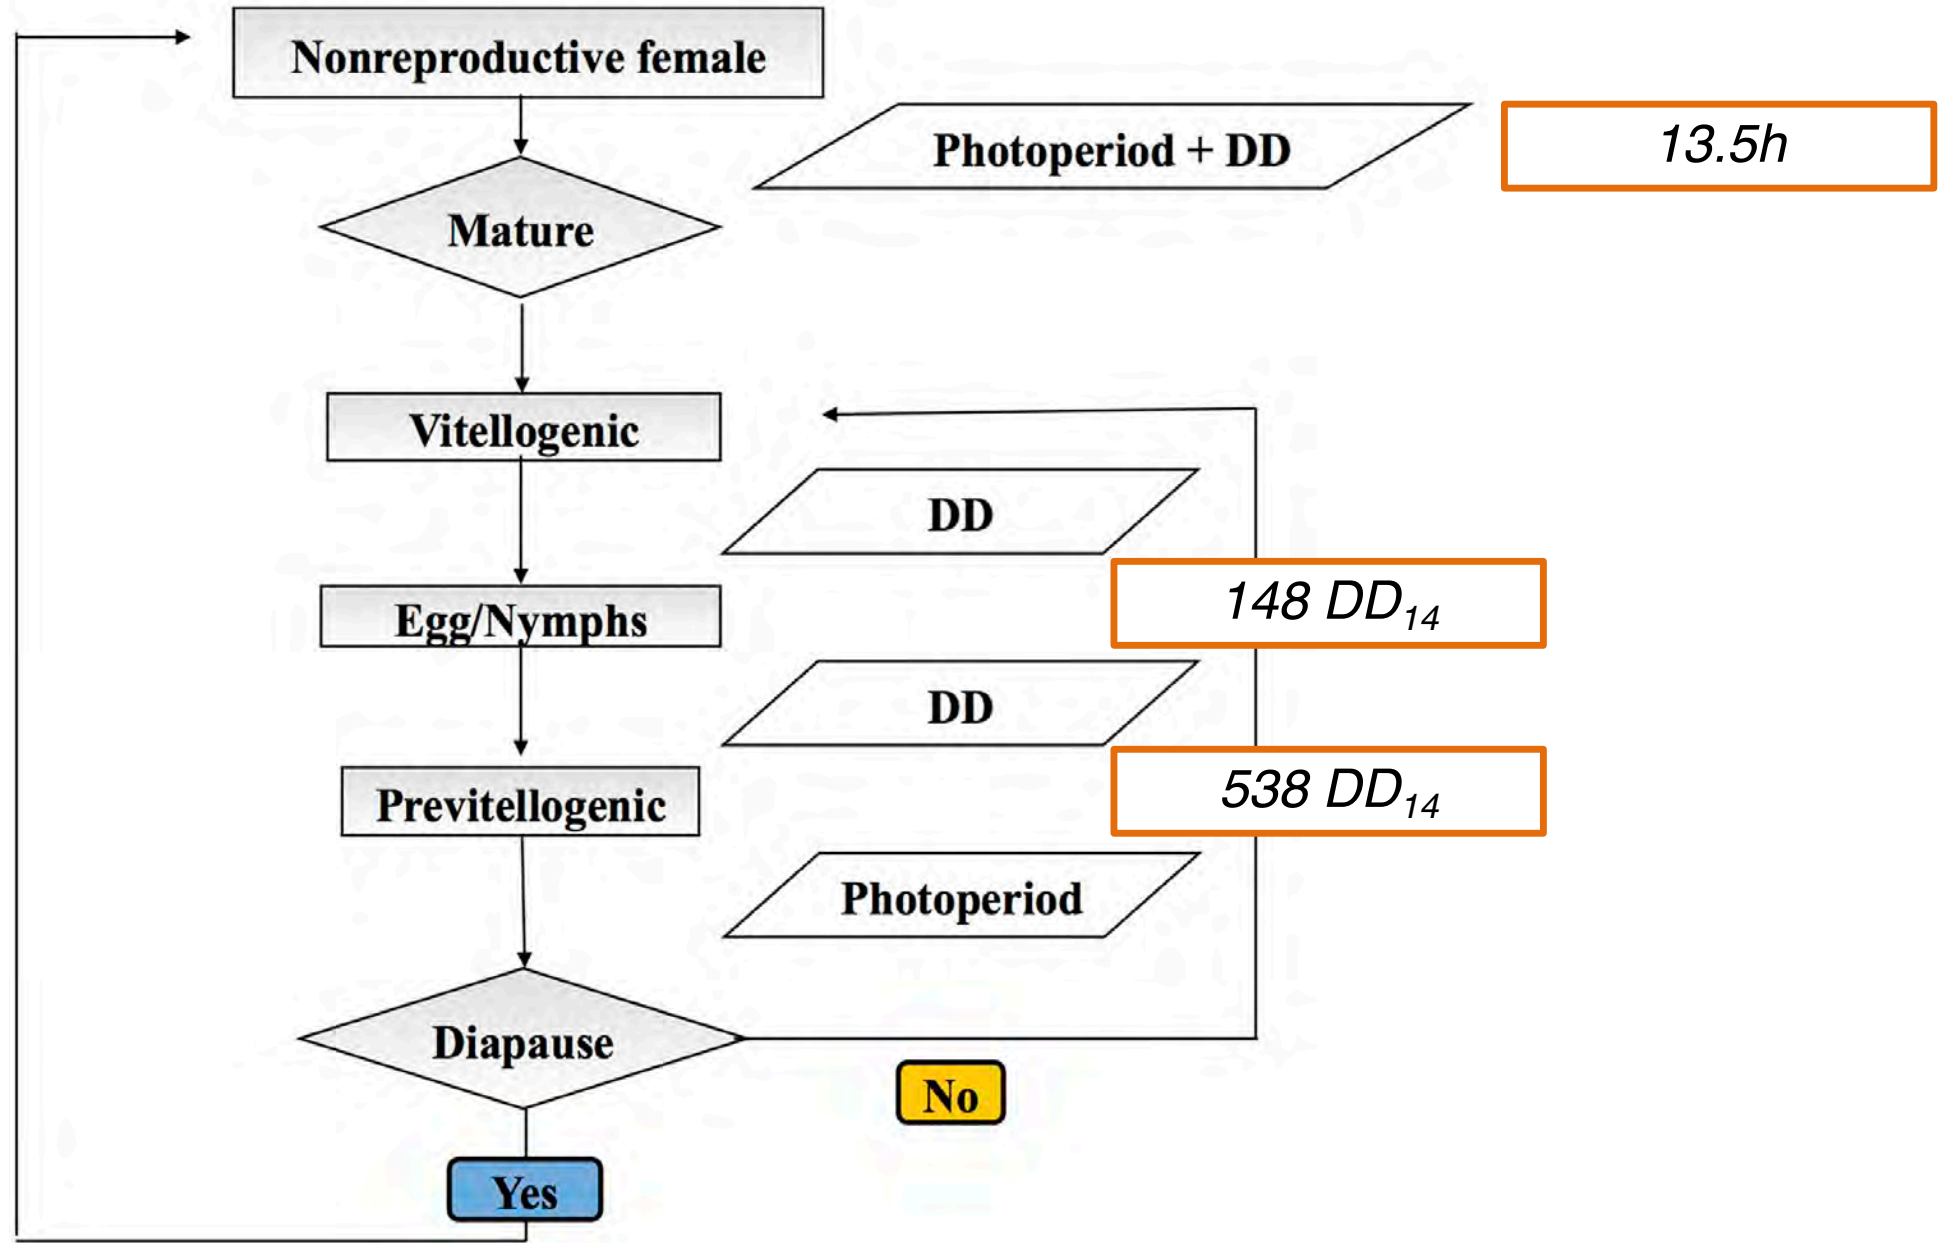 Nonreproductive female
Photoperiod + DD
13.5h
Mature
Vitellogenic
DD
148 DD₁₄
Egg/Nymphs
DD
538 DD₁₄
Previtellogenic
Photoperiod
Diapause
No
Yes